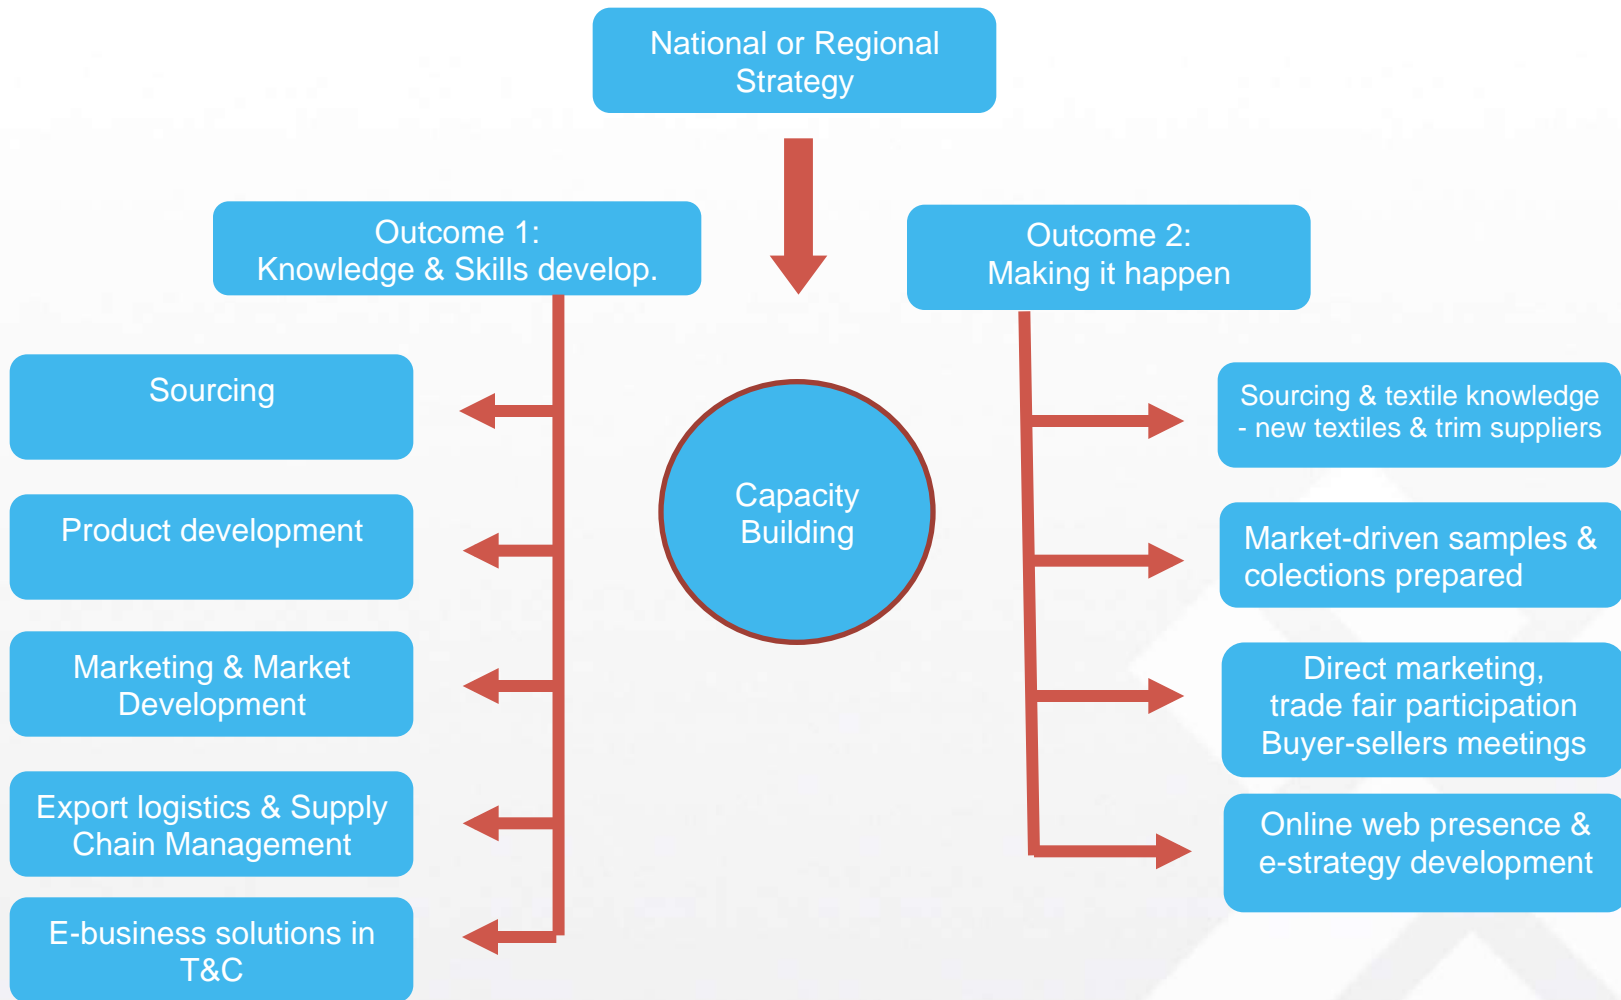 National or Regional
Strategy
Outcome 1:
Knowledge & Skills develop.
Outcome 2:
Making it happen
Sourcing
Product development
Marketing & Market
Development
Export logistics & Supply
Chain Management
E-business solutions in
T&C
Capacity
Building
Sourcing & textile knowledge
- new textiles & trim suppliers
Market-driven samples &
colections prepared
Direct marketing,
trade fair participation
Buyer-sellers meetings
Online web presence &
e-strategy development